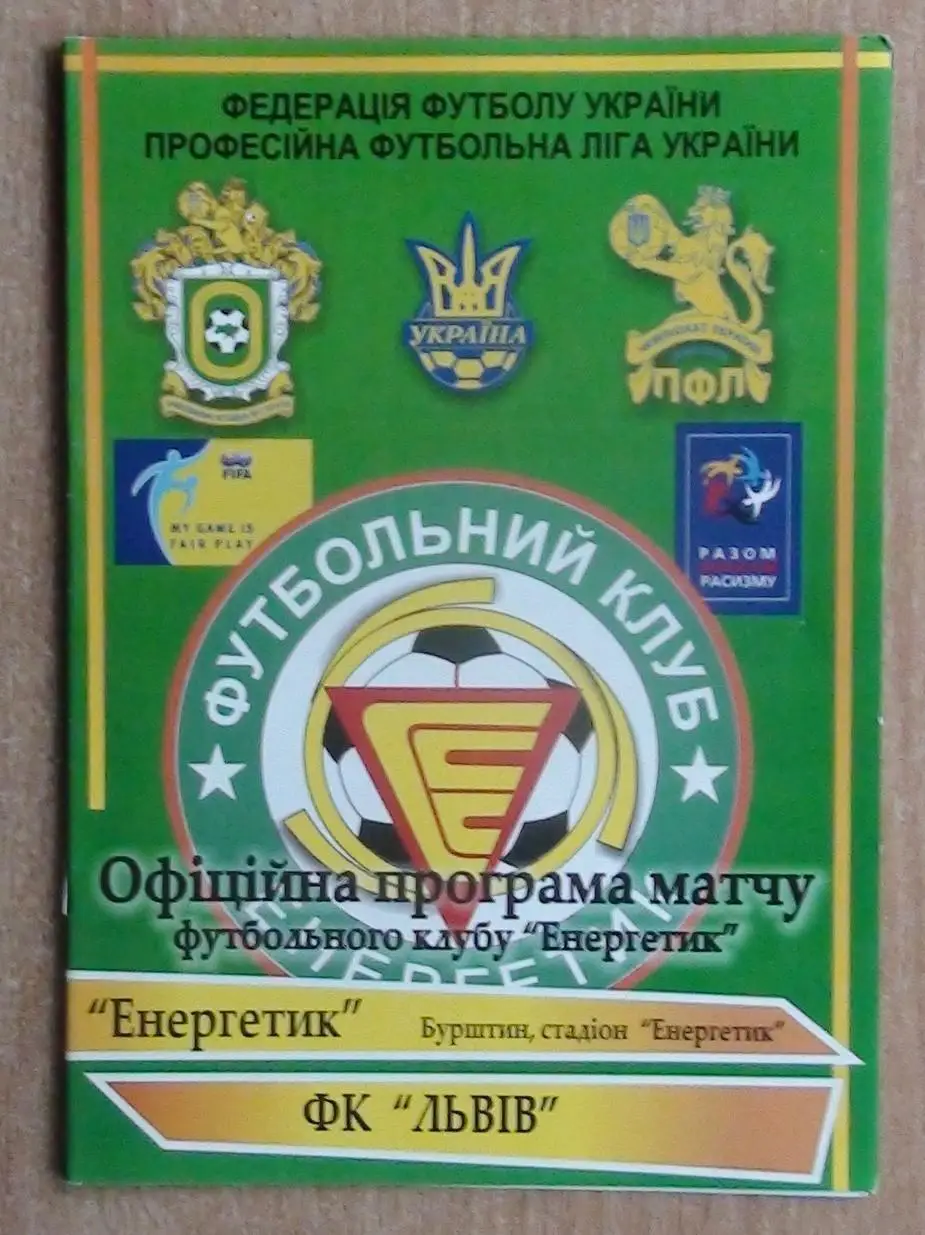 ФЕДЕРАЦІЯ ФУТБОЛУ УКРАЇНИ
ПРОФЕСІЙНА ФУТБОЛЬНА ЛІГА УКРАЇНИ
УКРАЇНА
ПФЛ
FIFA
MY GAME IS
FAIR PLAY
РАЗОМ
РАСИЗМУ
ФУТБОЛЬНИЙ КЛУБ
Офіційна програма матчу
футбольного клубу "Енергетик"
"Енергетик" Бурштин, стадіон "Енергетик"
ФК "ЛЬВІВ"